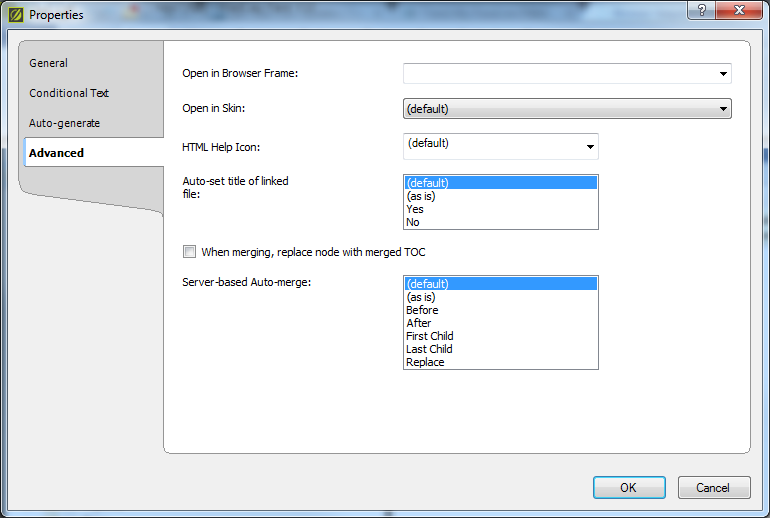 Properties
General
Conditional Text
Auto-generate
Advanced
Open in Browser Frame:
Open in Skin:
(default)
HTML Help Icon:
(default)
Auto-set title of linked
file:
(default)
(as is)
Yes
No
When merging, replace node with merged TOC
Server-based Auto-merge:
(default)
(as is)
Before
After
First Child
Last Child
Replace
OK
Cancel